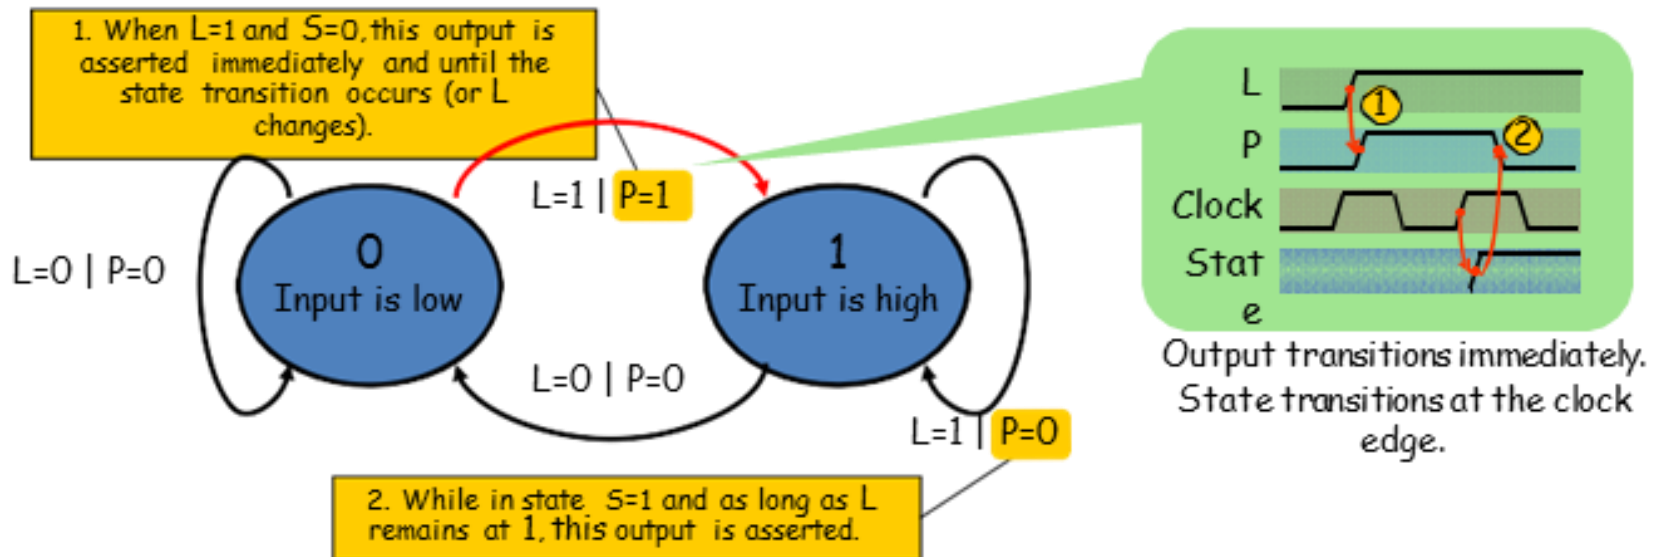 1. When L=1 and S=0, this output is
asserted immediately and until the
state transition occurs (or L
changes).
L=1 | P=1
L=0 | P=0
0
Input is low
1
Input is high
L=0 | P=0
L=1 | P=0
2. While in state S=1 and as long as L
remains at 1, this output is asserted.
L
1
P
2
Clock
Stat
e
Output transitions immediately.
State transitions at the clock
edge.